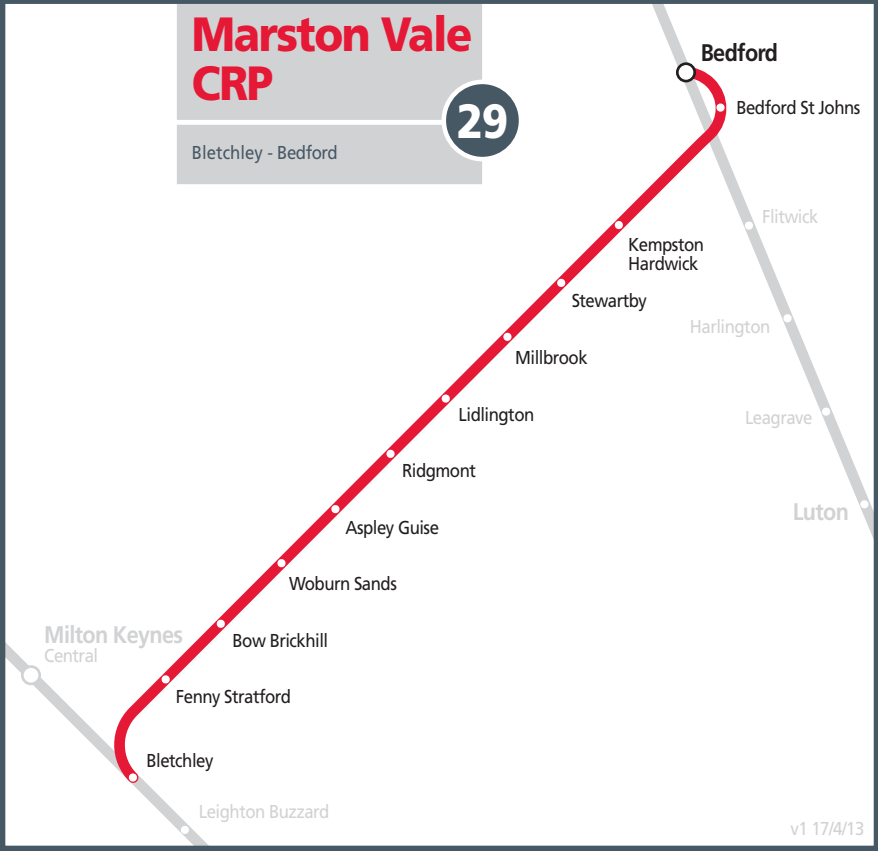 Marston Vale
CRP
29
Bletchley - Bedford
Bedford
Bedford St Johns
Flitwick
Kempston
Hardwick
Stewartby
Harlington
Millbrook
Lidlington
Leagrave
Ridgmont
Luton
Aspley Guise
Woburn Sands
Milton Keynes
Central
Bow Brickhill
Fenny Stratford
Bletchley
Leighton Buzzard
v1 17/4/13